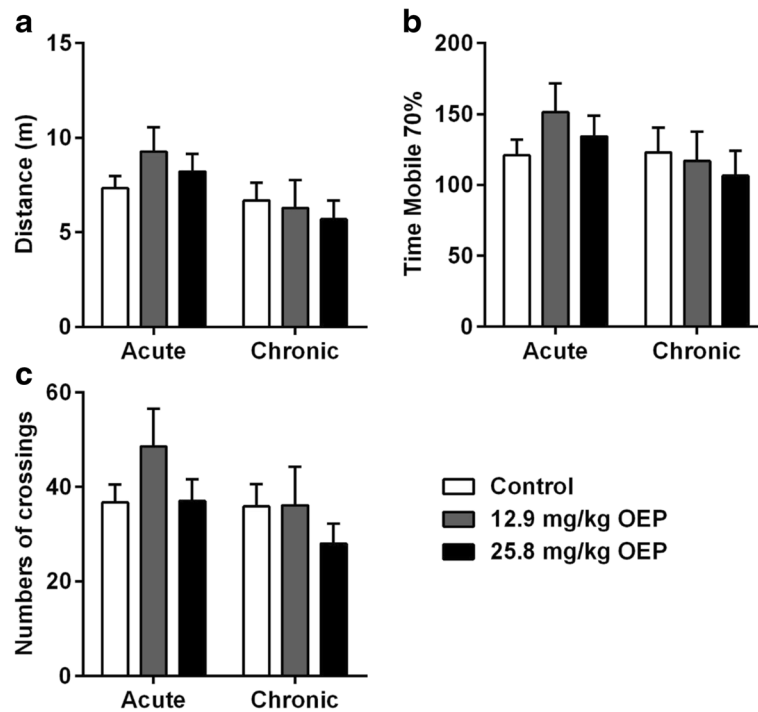 a
Distance (m)
15
10
5
0
Acute Chronic
b
Time Mobile 70%
200
150
100
50
0
Acute Chronic
c
Numbers of crossings
60
40
20
0
Acute Chronic
Control
12.9 mg/kg OEP
25.8 mg/kg OEP